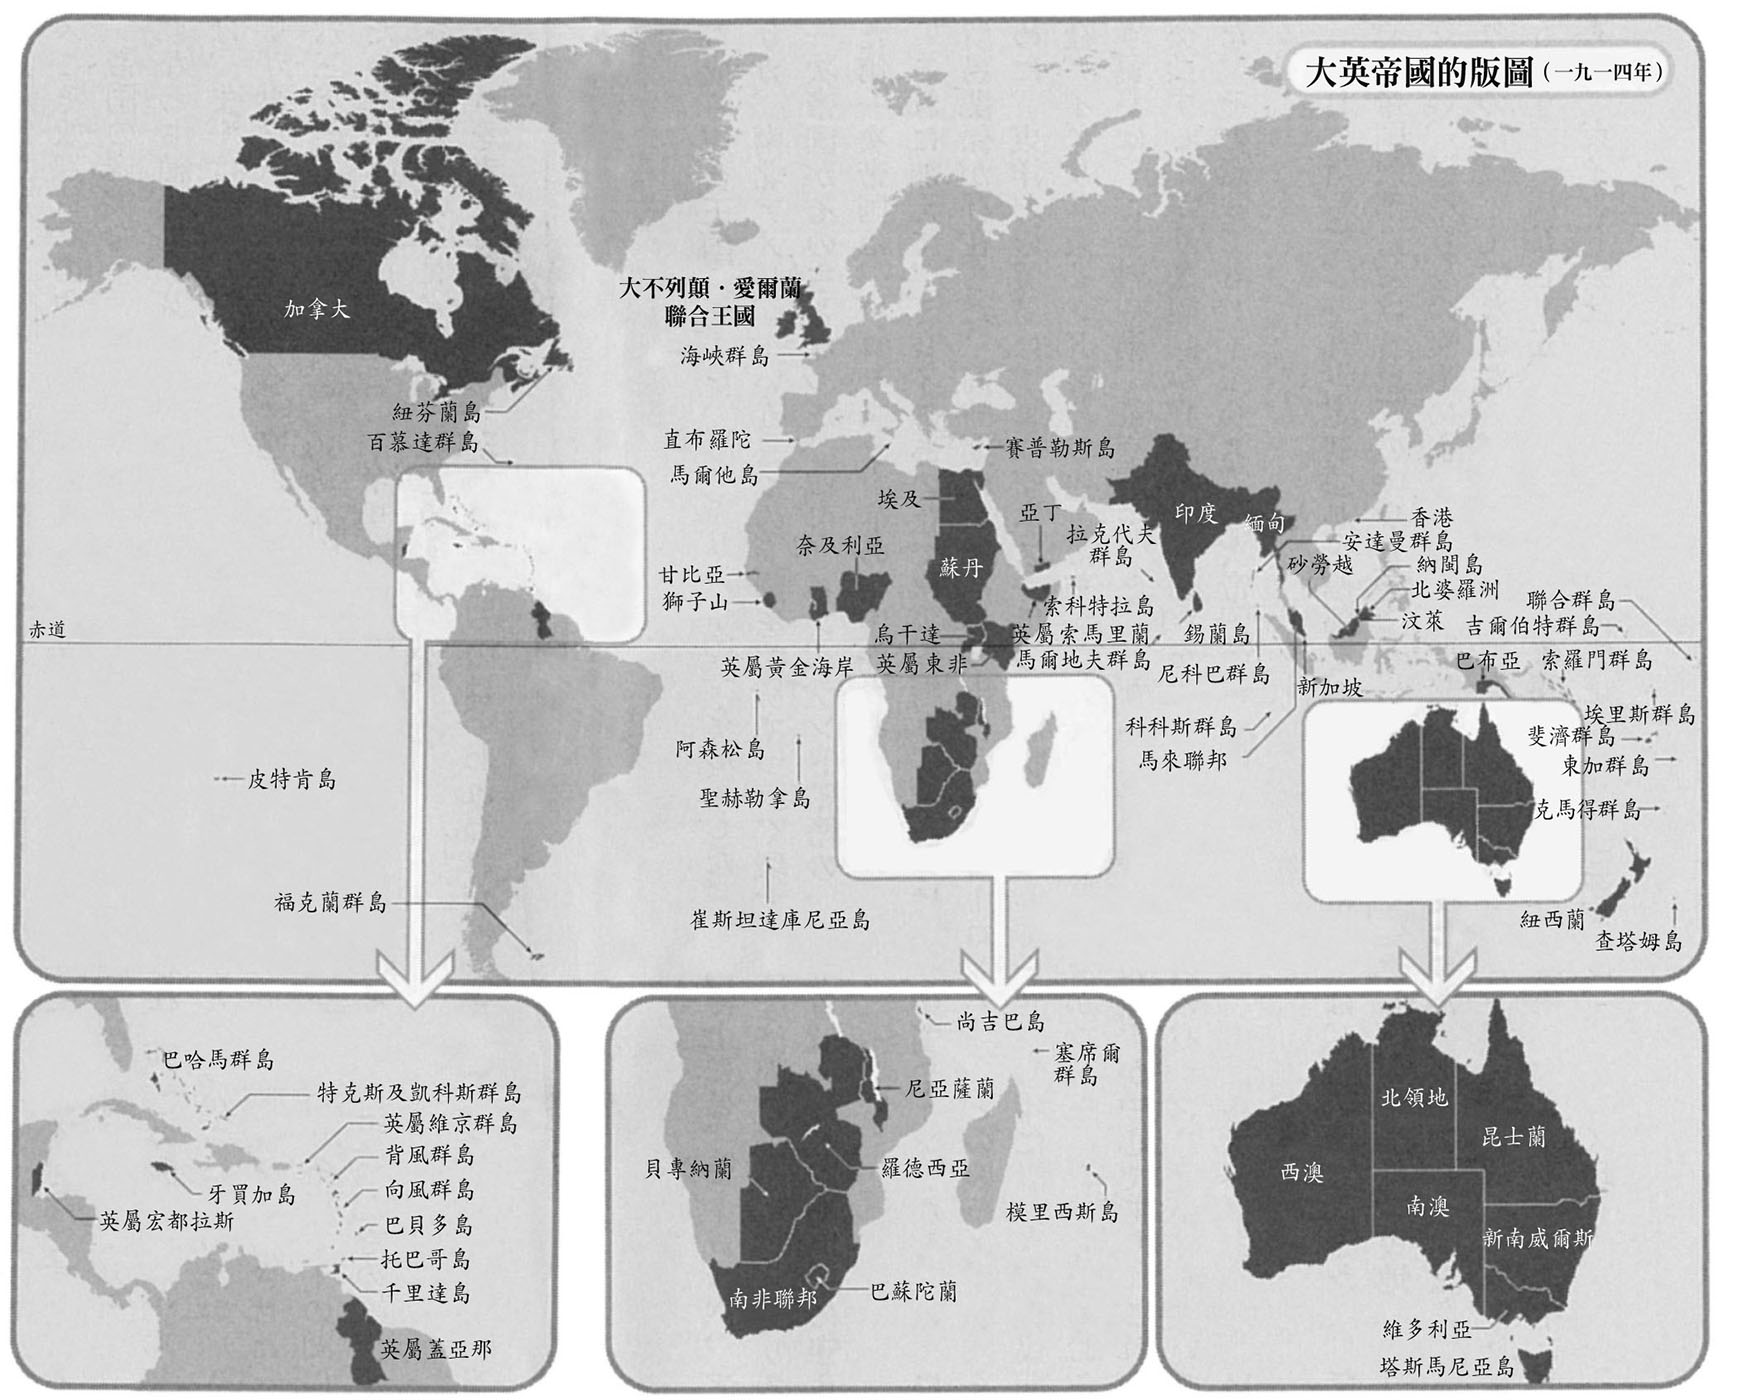 大英帝國的版圖(一九一四年)
加拿大
大不列顛·愛爾蘭
聯合王國
海峽群島
紐芬蘭島
百慕達群島
直布羅陀
馬爾他島
賽普勒斯島
埃及
亞丁
拉克代夫
群島
印度
緬甸
香港
安達曼群島
砂勞越
納閩島
北婆羅洲
汶萊
奈及利亞
蘇丹
甘比亞
獅子山
索科特拉島
聯合群島
吉爾伯特群島
赤道
烏干達
英屬索馬里蘭
錫蘭島
英屬黃金海岸
英屬東非
馬爾地夫群島
尼科巴群島
巴布亞
索羅門群島
新加坡
埃里斯群島
科科斯群島
斐濟群島
阿森松島
馬來聯邦
東加群島
皮特肯島
聖赫勒拿島
克馬得群島
福克蘭群島
崔斯坦達庫尼亞島
紐西蘭
查塔姆島
巴哈馬群島
特克斯及凱科斯群島
英屬維京群島
背風群島
向風群島
牙買加島
英屬宏都拉斯
巴貝多島
托巴哥島
千里達島
英屬蓋亞那
尚吉巴島
塞席爾
群島
尼亞薩蘭
貝專納蘭
羅德西亞
模里西斯島
南非聯邦
巴蘇陀蘭
北領地
昆士蘭
西澳
南澳
新南威爾斯
維多利亞
塔斯馬尼亞島